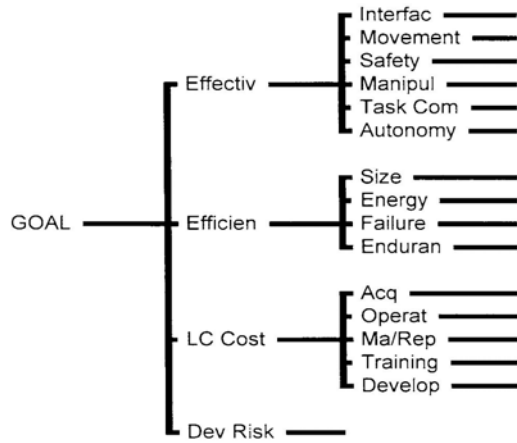 Interfac
Movement
Safety
Effectiv
Manipul
Task Com
Autonomy
Size
Energy
GOAL
Efficien
Failure
Enduran
Acq
Operat
LC Cost
Ma/Rep
Training
Develop
Dev Risk